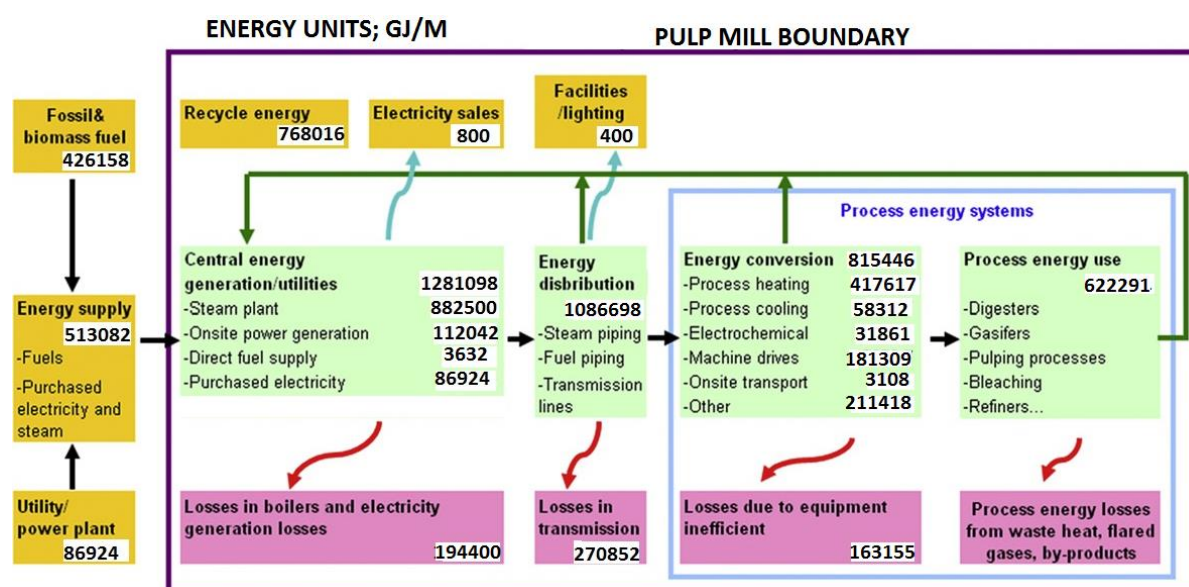 ENERGY UNITS; GJ/M
PULP MILL BOUNDARY
Fossil&
biomass fuel
426158
Recycle energy
768016
Electricity sales
800
Facilities
/lighting
400
Process energy systems
Energy supply
513082
-Fuels
-Purchased
electricity and
steam
Central energy
generation/utilities 1281098
-Steam plant 882500
-Onsite power generation 112042
-Direct fuel supply 3632
-Purchased electricity 86924
Energy
disbribution
1086698
-Steam piping
-Fuel piping
-Transmission
lines
Energy conversion 815446
-Process heating 417617
-Process cooling 58312
-Electrochemical 31861
-Machine drives 181309
-Onsite transport 3108
-Other 211418
Process energy use
622291
-Digesters
-Gasifers
-Pulping processes
-Bleaching
-Refiners...
Utility/
power plant
86924
Losses in boilers and electricity
generation losses
194400
Losses in
transmission
270852
Losses due to equipment
inefficient
163155
Process energy losses
from waste heat, flared
gases, by-products